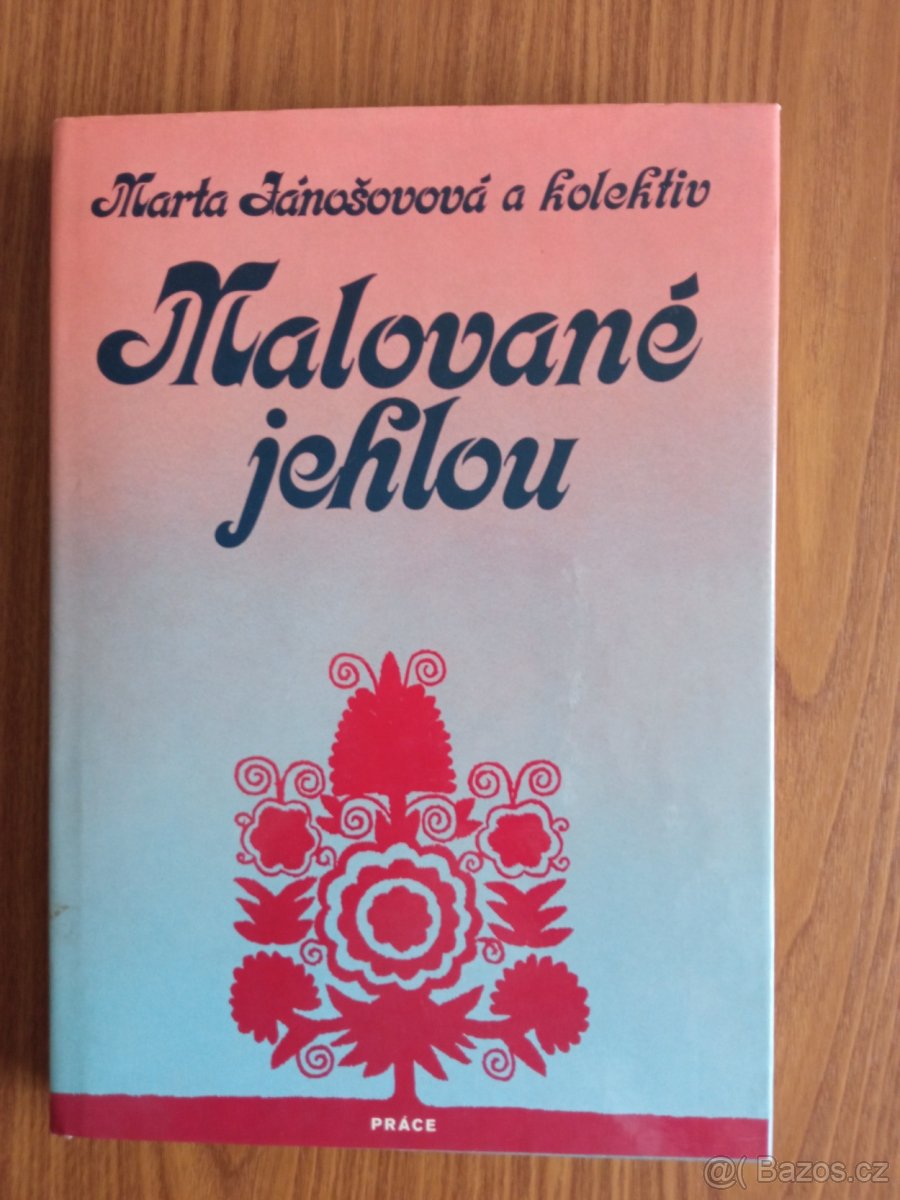 Marta Jánošovová a kolektiv
Malované
jehlou
PRÁCE
@( Bazos.cz